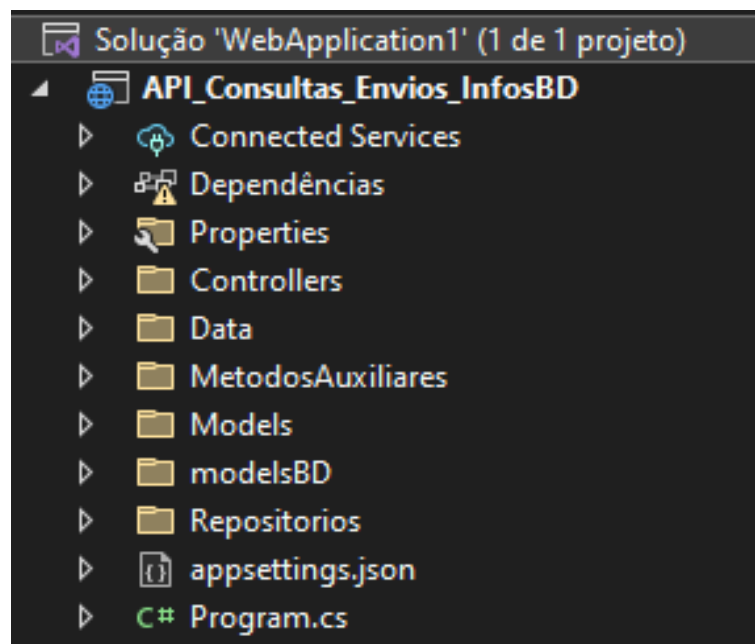 Solução 'WebApplication1' (1 de 1 projeto)
API_Consultas_Envios_InfosBD
Connected Services
Dependências
Properties
Controllers
Data
MetodosAuxiliares
Models
modelsBD
Repositorios
appsettings.json
C# Program.cs